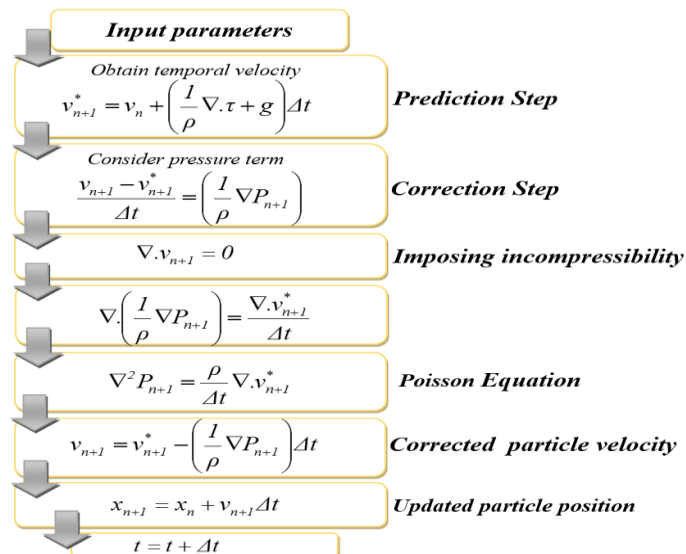 Input parameters
Obtain temporal velocity
v*_{n+1} = v_n + (1/ρ ∇.τ + g)Δt
Prediction Step
Consider pressure term
(v_{n+1} − v*_{n+1})/Δt = (1/ρ ∇P_{n+1})
Correction Step
∇.v_{n+1} = 0
Imposing incompressibility
∇.(1/ρ ∇P_{n+1}) = ∇.v*_{n+1}/Δt
∇²P_{n+1} = ρ/Δt ∇.v*_{n+1}
Poisson Equation
v_{n+1} = v*_{n+1} − (1/ρ ∇P_{n+1})Δt
Corrected particle velocity
x_{n+1} = x_n + v_{n+1}Δt
Updated particle position
t = t + Δt